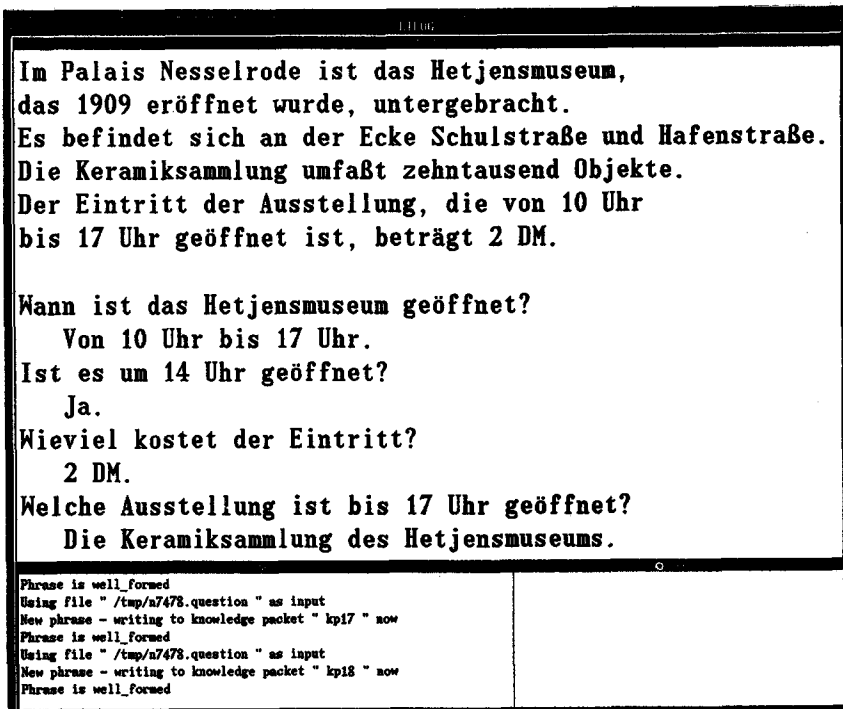 Im Palais Nesselrode ist das Hetjensmuseum,
das 1909 eröffnet wurde, untergebracht.
Es befindet sich an der Ecke Schulstraße und Hafenstraße.
Die Keramiksammlung umfaßt zehntausend Objekte.
Der Eintritt der Ausstellung, die von 10 Uhr
bis 17 Uhr geöffnet ist, beträgt 2 DM.
Wann ist das Hetjensmuseum geöffnet?
Von 10 Uhr bis 17 Uhr.
Ist es um 14 Uhr geöffnet?
Ja.
Wieviel kostet der Eintritt?
2 DM.
Welche Ausstellung ist bis 17 Uhr geöffnet?
Die Keramiksammlung des Hetjensmuseums.
Phrase is well_formed
Using file " /tmp/n7478.question " as input
New phrase - writing to knowledge packet " kp17 " now
Phrase is well_formed
Using file " /tmp/n7478.question " as input
New phrase - writing to knowledge packet " kp18 " now
Phrase is well_formed